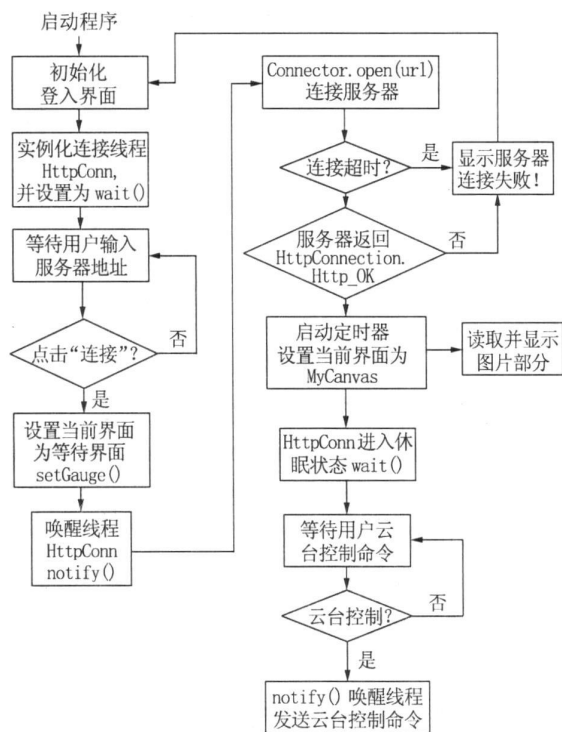 启动程序
初始化
登入界面
实例化连接线程
HttpConn,
并设置为wait()
等待用户输入
服务器地址
点击“连接”?
否
是
设置当前界面
为等待界面
setGauge()
唤醒线程
HttpConn
notify()
Connector.open(url)
连接服务器
连接超时?
是
显示服务器
连接失败!
服务器返回
HttpConnection.
Http_OK
否
启动定时器
设置当前界面为
MyCanvas
读取并显示
图片部分
HttpConn进入休
眠状态wait()
等待用户云
台控制命令
云台控制?
否
是
notify()唤醒线程
发送云台控制命令